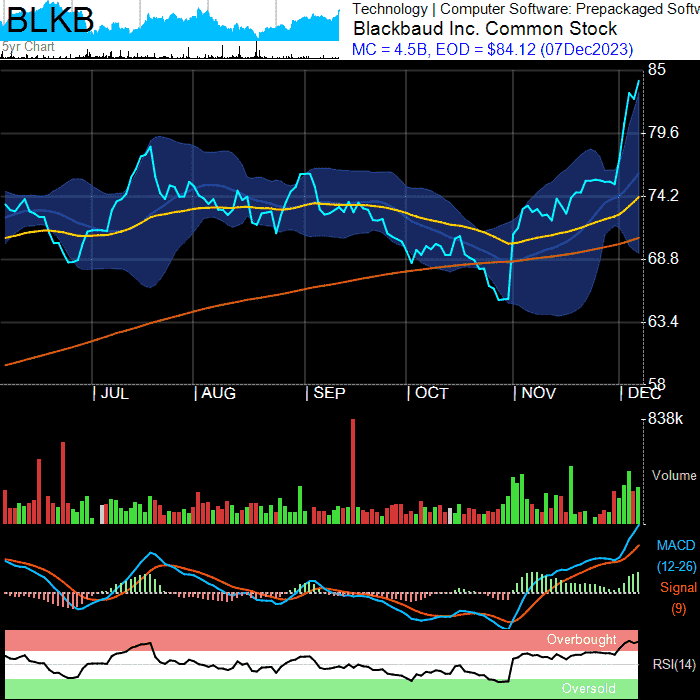 BLKB
5yr Chart
Technology | Computer Software: Prepackaged Softw
Blackbaud Inc. Common Stock
MC = 4.5B, EOD = $84.12 (07Dec2023)
85
79.6
74.2
68.8
63.4
58
| JUL | AUG | SEP | OCT | NOV | DEC
838k
Volume
MACD
(12-26)
Signal
(9)
Overbought
RSI(14)
Oversold